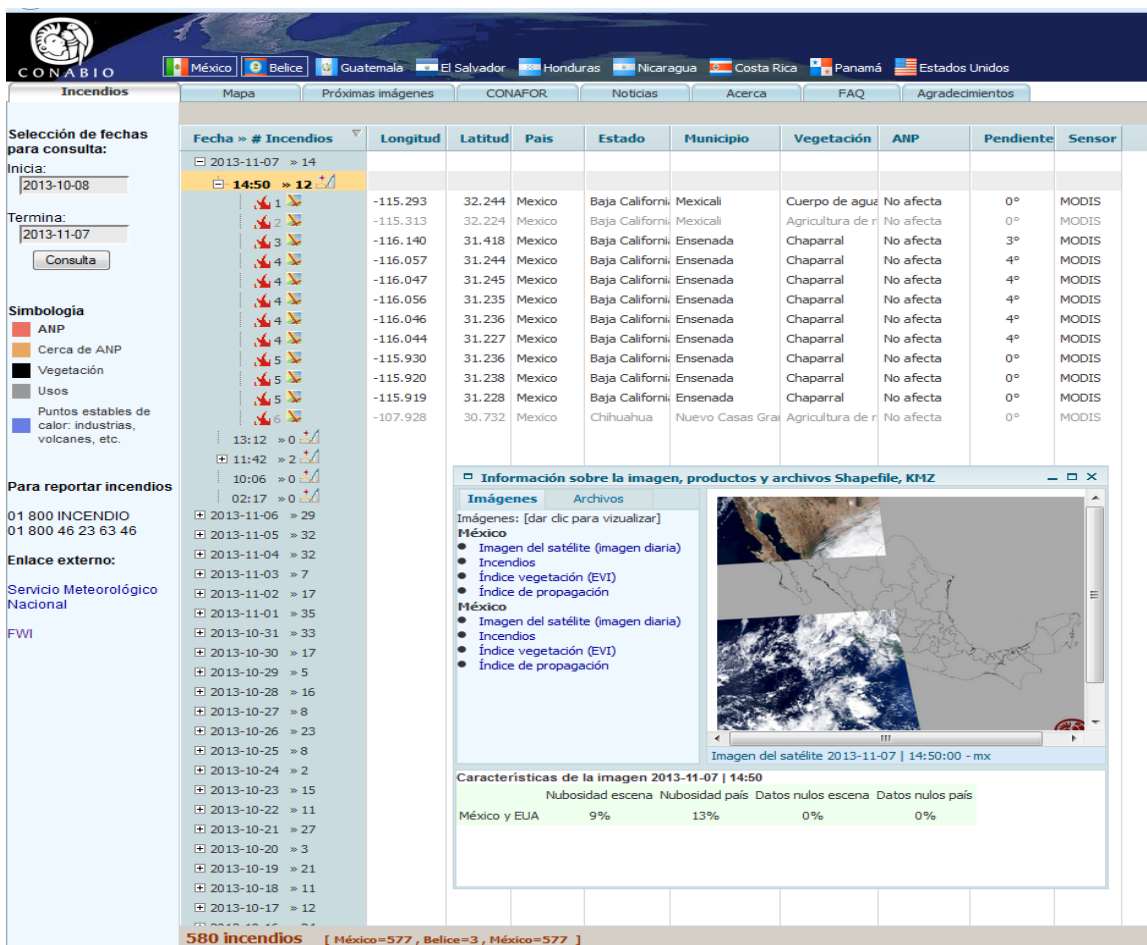 CONABIO
México Belice Guatemala El Salvador Honduras Nicaragua Costa Rica Panamá Estados Unidos
Incendios Mapa Próximas imágenes CONAFOR Noticias Acerca FAQ Agradecimientos
Selección de fechas
para consulta:
Inicia:
2013-10-08
Termina:
2013-11-07
Consulta
Simbología
ANP
Cerca de ANP
Vegetación
Usos
Puntos estables de
calor: industrias,
volcanes, etc.
Para reportar incendios
01 800 INCENDIO
01 800 46 23 63 46
Enlace externo:
Servicio Meteorológico
Nacional
FWI
Fecha » # Incendios Longitud Latitud Pais Estado Municipio Vegetación ANP Pendiente Sensor
2013-11-07 » 14
14:50 » 12
1 -115.293 32.244 Mexico Baja Californi Mexicali Cuerpo de agua No afecta 0° MODIS
2 -115.313 32.224 Mexico Baja Californi Mexicali Agricultura de r No afecta 0° MODIS
3 -116.140 31.418 Mexico Baja Californi Ensenada Chaparral No afecta 3° MODIS
4 -116.057 31.244 Mexico Baja Californi Ensenada Chaparral No afecta 4° MODIS
4 -116.047 31.245 Mexico Baja Californi Ensenada Chaparral No afecta 4° MODIS
4 -116.056 31.235 Mexico Baja Californi Ensenada Chaparral No afecta 4° MODIS
4 -116.046 31.236 Mexico Baja Californi Ensenada Chaparral No afecta 4° MODIS
4 -116.044 31.227 Mexico Baja Californi Ensenada Chaparral No afecta 4° MODIS
5 -115.930 31.236 Mexico Baja Californi Ensenada Chaparral No afecta 0° MODIS
5 -115.920 31.238 Mexico Baja Californi Ensenada Chaparral No afecta 0° MODIS
5 -115.919 31.228 Mexico Baja Californi Ensenada Chaparral No afecta 0° MODIS
6 -107.928 30.732 Mexico Chihuahua Nuevo Casas Gra Agricultura de r No afecta 0° MODIS
13:12 » 0
11:42 » 2
10:06 » 0
02:17 » 0
2013-11-06 » 29
2013-11-05 » 32
2013-11-04 » 32
2013-11-03 » 7
2013-11-02 » 17
2013-11-01 » 35
2013-10-31 » 33
2013-10-30 » 17
2013-10-29 » 5
2013-10-28 » 16
2013-10-27 » 8
2013-10-26 » 23
2013-10-25 » 8
2013-10-24 » 2
2013-10-23 » 15
2013-10-22 » 11
2013-10-21 » 27
2013-10-20 » 3
2013-10-19 » 21
2013-10-18 » 11
2013-10-17 » 12
Información sobre la imagen, productos y archivos Shapefile, KMZ
Imágenes Archivos
Imágenes: [dar clic para vizualizar]
México
Imagen del satélite (imagen diaria)
Incendios
Índice vegetación (EVI)
Índice de propagación
México
Imagen del satélite (imagen diaria)
Incendios
Índice vegetación (EVI)
Índice de propagación
Imagen del satélite 2013-11-07 | 14:50:00 - mx
Características de la imagen 2013-11-07 | 14:50
Nubosidad escena Nubosidad país Datos nulos escena Datos nulos país
México y EUA 9% 13% 0% 0%
580 incendios [ México=577 , Belice=3 , México=577 ]